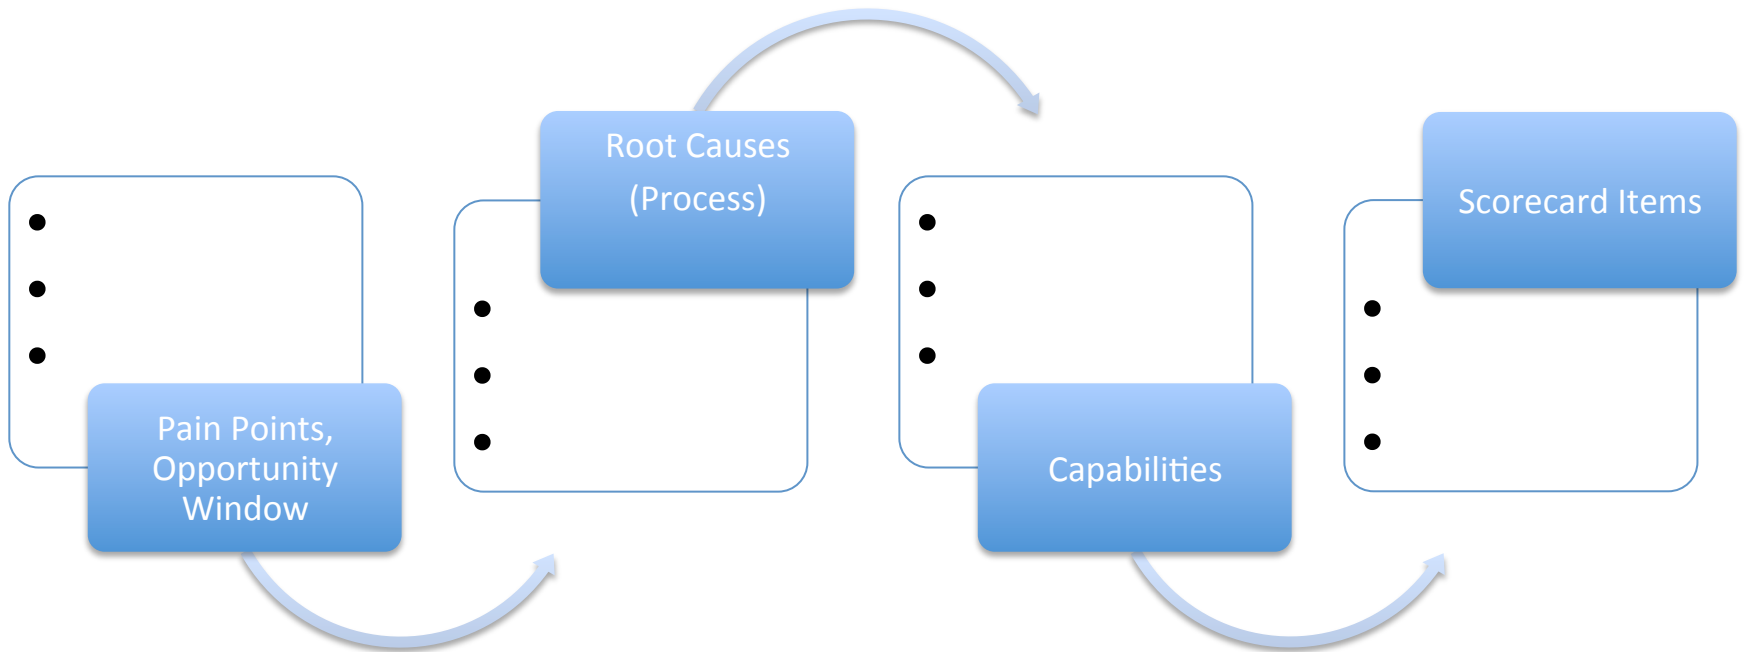 Pain Points,
Opportunity
Window
Root Causes
(Process)
Capabilities
Scorecard Items